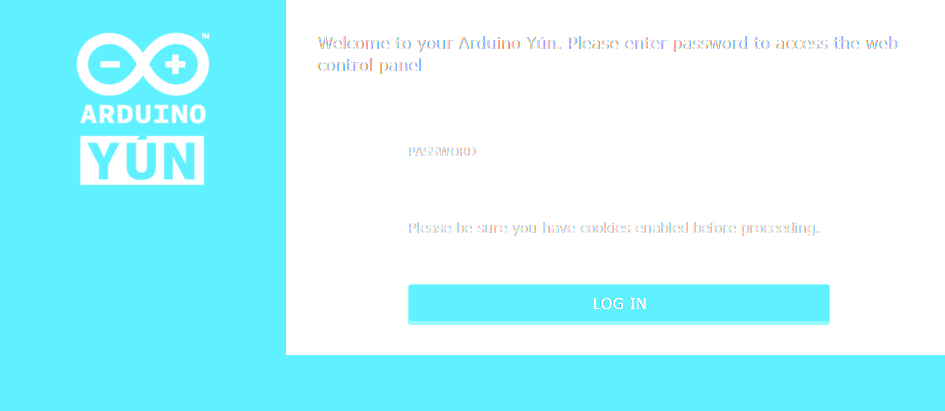 ARDUINO
YÚN
™
Welcome to your Arduino Yún. Please enter password to access the web
control panel
PASSWORD
Please be sure you have cookies enabled before proceeding.
LOG IN